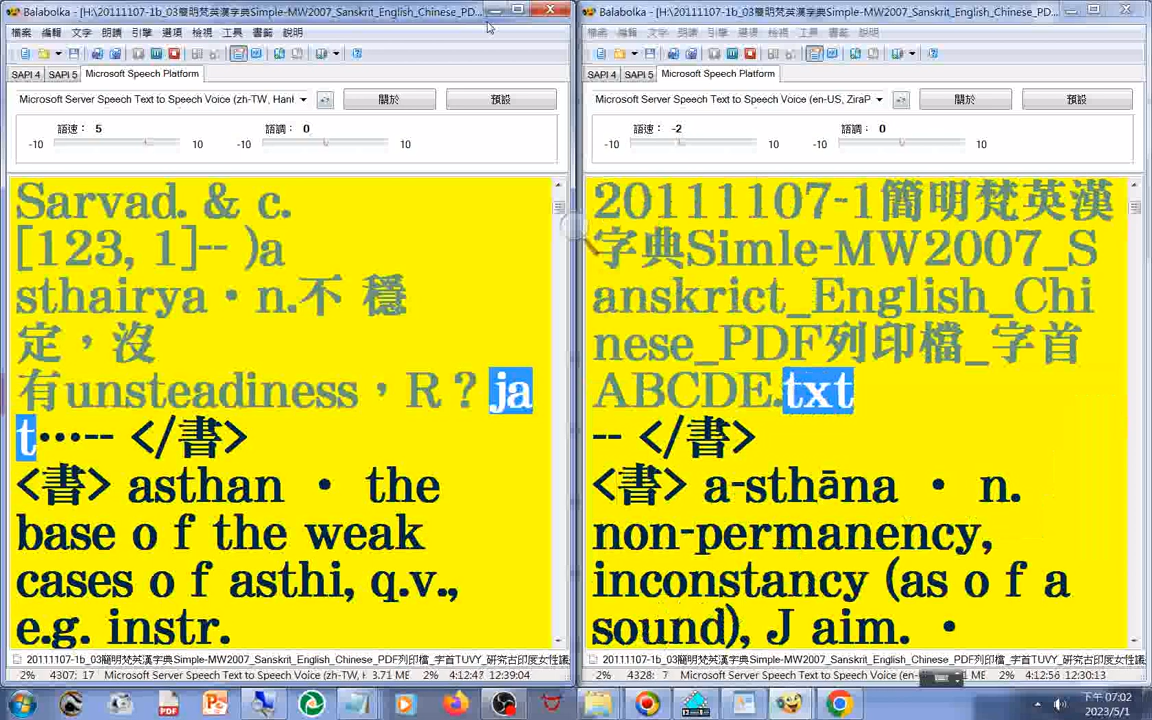 Balabolka - [H:\20111107-1b_03簡明梵英漢字典Simple-MW2007_Sanskrit_English_Chinese_PD...
檔案 編輯 文字 朗讀 引擎 選項 檢視 工具 書籤 說明
SAPI 4 SAPI 5 Microsoft Speech Platform
Microsoft Server Speech Text to Speech Voice (zh-TW, Hanl
關於
預設
語速： 5
語調： 0
-10 10 -10 10
Sarvad. & c.
[123, 1]-- )a
sthairya • n.不 穩
定，沒
有unsteadiness，R？ja
t…-- </書>
<書> asthan • the
base o f the weak
cases o f asthi, q.v.,
e.g. instr.
20111107-1b_03簡明梵英漢字典Simple-MW2007_Sanskrit_English_Chinese_PDF列印檔_字首TUVY_研究古印度女性議
2% 4307: 17 Microsoft Server Speech Text to Speech Voice (zh-TW, H 3.71 ME 2% 4:12:47 12:39:04
Balabolka - [H:\20111107-1b_03簡明梵英漢字典Simple-MW2007_Sanskrit_English_Chinese_PD...
檔案 編輯 文字 朗讀 引擎 選項 檢視 工具 書籤 說明
SAPI 4 SAPI 5 Microsoft Speech Platform
Microsoft Server Speech Text to Speech Voice (en-US, ZiraP
關於
預設
語速： -2
語調： 0
-10 10 -10 10
20111107-1簡明梵英漢
字典Simle-MW2007_S
anskrict_English_Chi
nese_PDF列印檔_字首
ABCDE.txt
-- </書>
<書> a-sthāna • n.
non-permanency,
inconstancy (as o f a
sound), J aim. •
20111107-1b_03簡明梵英漢字典Simple-MW2007_Sanskrit_English_Chinese_PDF列印檔_字首TUVY_研究古印度女性議
2% 4328: 7 Microsoft Server Speech Text to Speech Voice (en-
2% 4:12:56 12:30:13
PDF
下午 07:02
2023/5/1